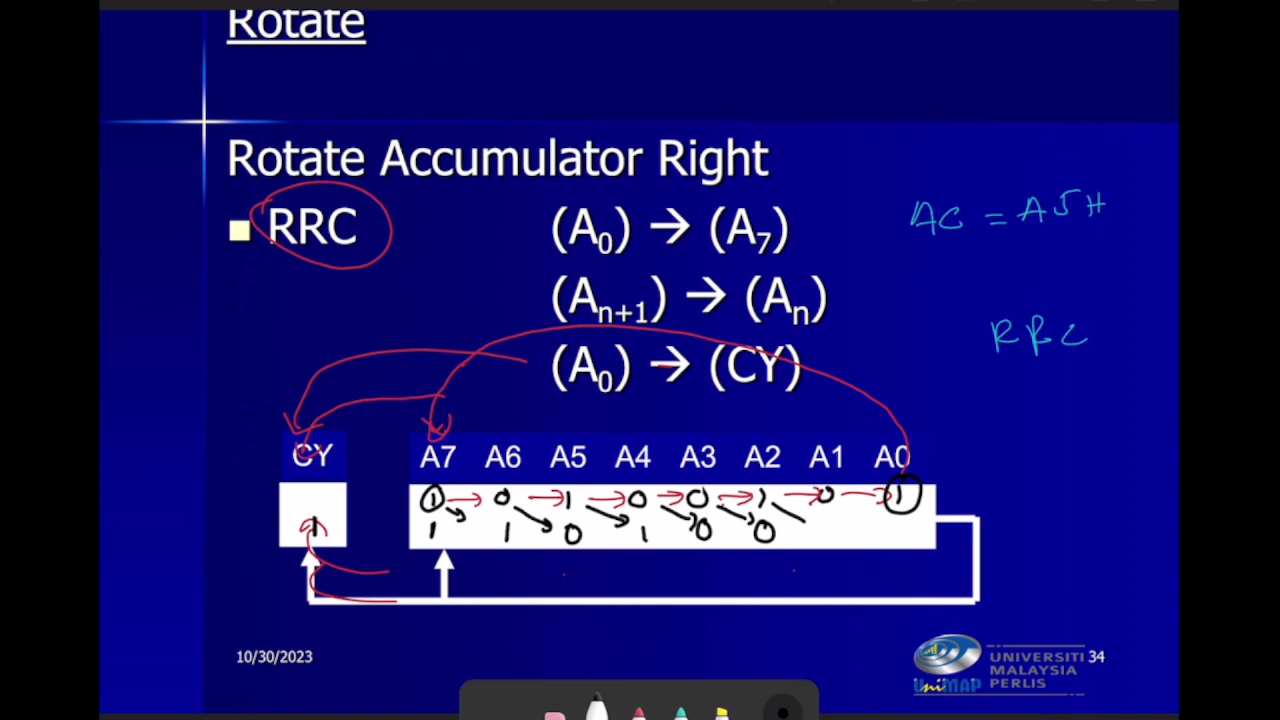 Rotate
Rotate Accumulator Right
RRC (A0) → (A7)
(An+1) → (An)
(A0) → (CY)
AC = A5H
RRC
CY A7 A6 A5 A4 A3 A2 A1 A0
1 → 0 → 1 → 0 → 0 → 1 → 0 → 1
1 1 1 0 1 0 0
10/30/2023
UniMAP
UNIVERSITI
MALAYSIA
PERLIS
34